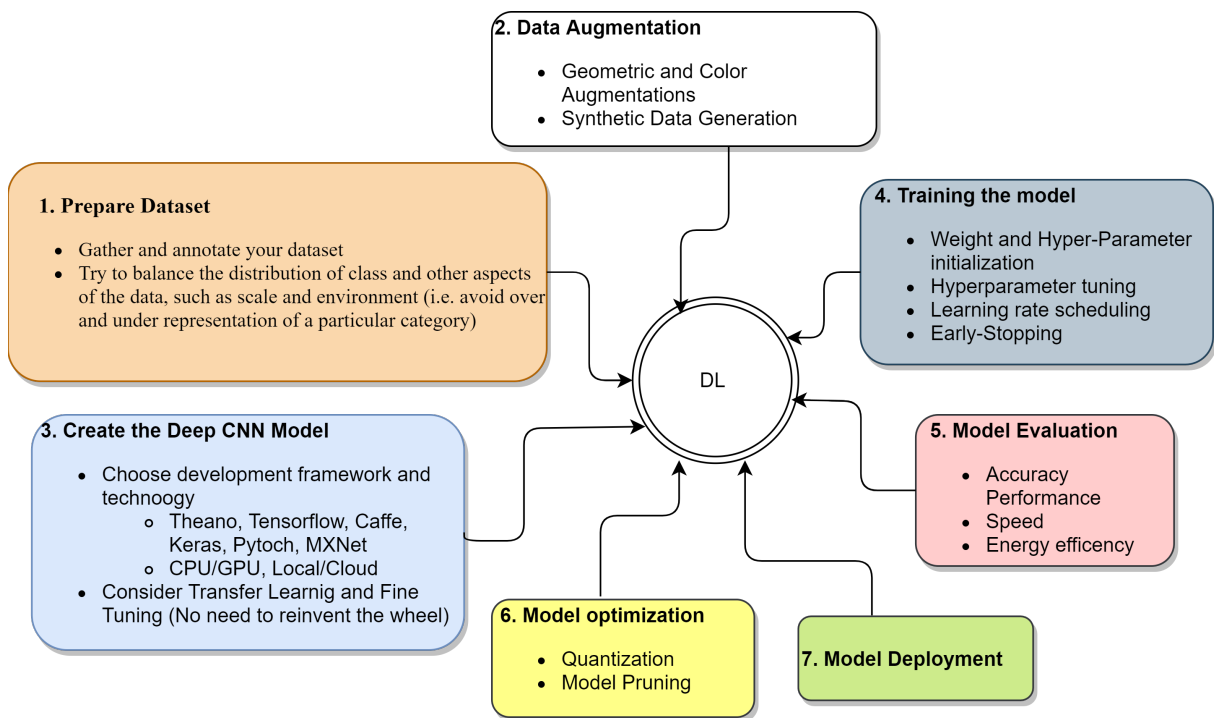 2. Data Augmentation
Geometric and Color
Augmentations
Synthetic Data Generation
1. Prepare Dataset
Gather and annotate your dataset
Try to balance the distribution of class and other aspects
of the data, such as scale and environment (i.e. avoid over
and under representation of a particular category)
4. Training the model
Weight and Hyper-Parameter
initialization
Hyperparameter tuning
Learning rate scheduling
Early-Stopping
DL
3. Create the Deep CNN Model
Choose development framework and
technoogy
Theano, Tensorflow, Caffe,
Keras, Pytoch, MXNet
CPU/GPU, Local/Cloud
Consider Transfer Learnig and Fine
Tuning (No need to reinvent the wheel)
5. Model Evaluation
Accuracy
Performance
Speed
Energy efficency
6. Model optimization
Quantization
Model Pruning
7. Model Deployment